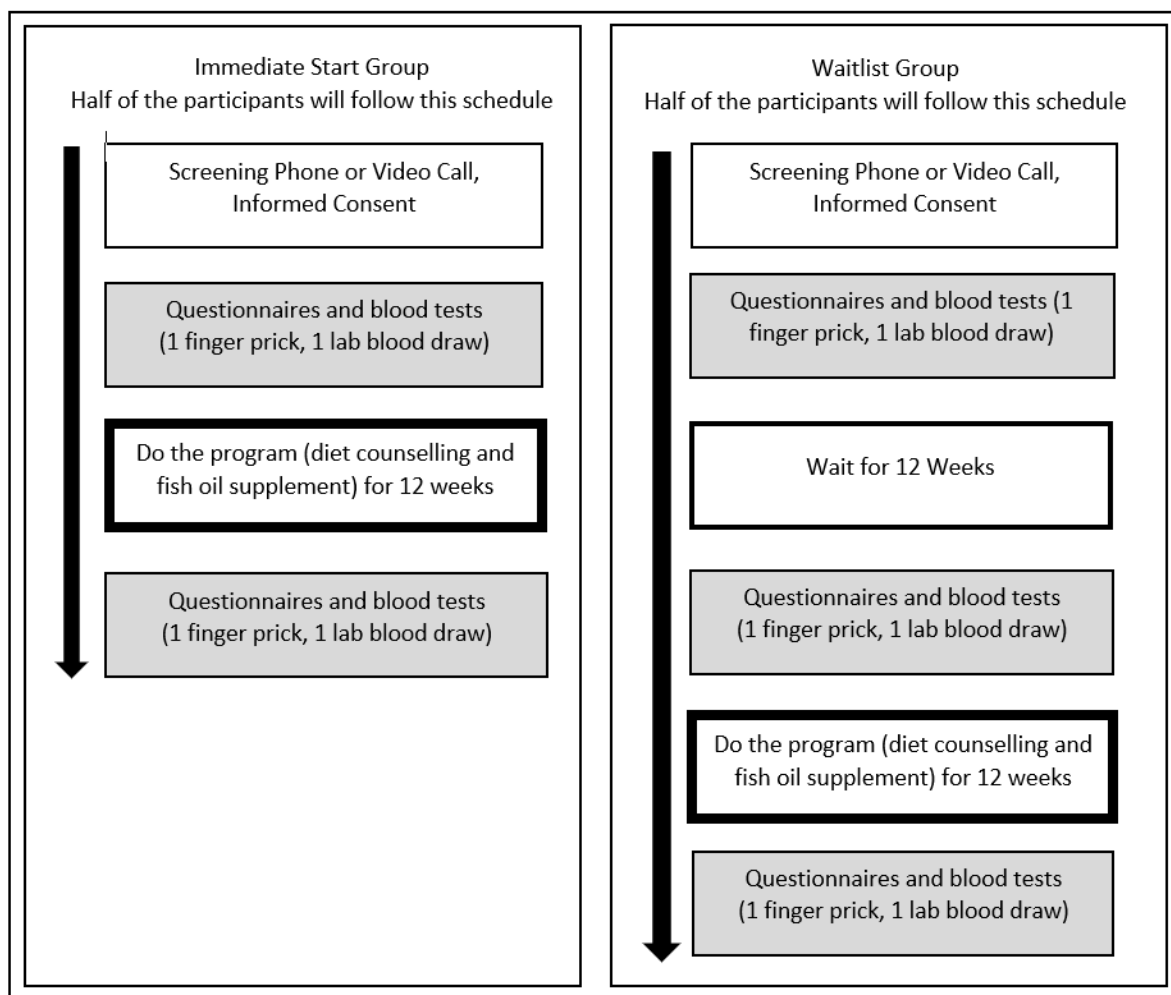 Immediate Start Group
Half of the participants will follow this schedule
Screening Phone or Video Call,
Informed Consent
Questionnaires and blood tests
(1 finger prick, 1 lab blood draw)
Do the program (diet counselling and
fish oil supplement) for 12 weeks
Questionnaires and blood tests
(1 finger prick, 1 lab blood draw)
Waitlist Group
Half of the participants will follow this schedule
Screening Phone or Video Call,
Informed Consent
Questionnaires and blood tests (1
finger prick, 1 lab blood draw)
Wait for 12 Weeks
Questionnaires and blood tests
(1 finger prick, 1 lab blood draw)
Do the program (diet counselling and
fish oil supplement) for 12 weeks
Questionnaires and blood tests
(1 finger prick, 1 lab blood draw)